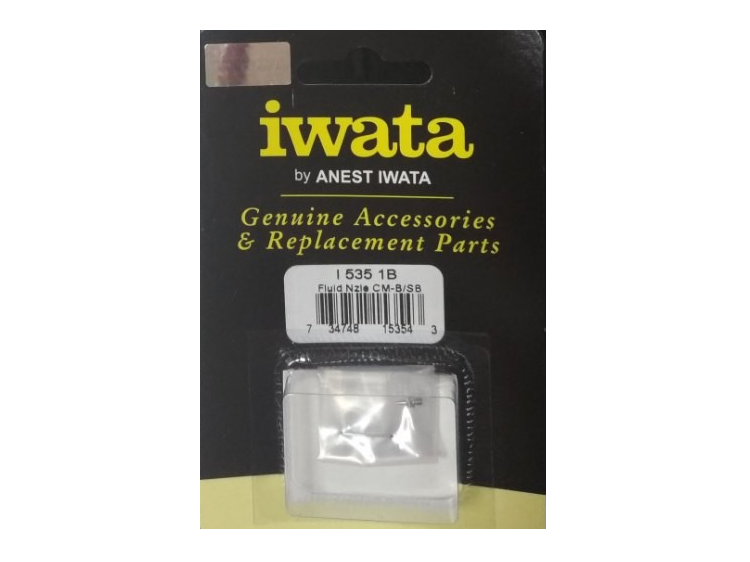 iwata
by ANEST IWATA
Genuine Accessories
& Replacement Parts
I 535 1B
Fluid Nzle CM-B/SB
7 34748 15354 3